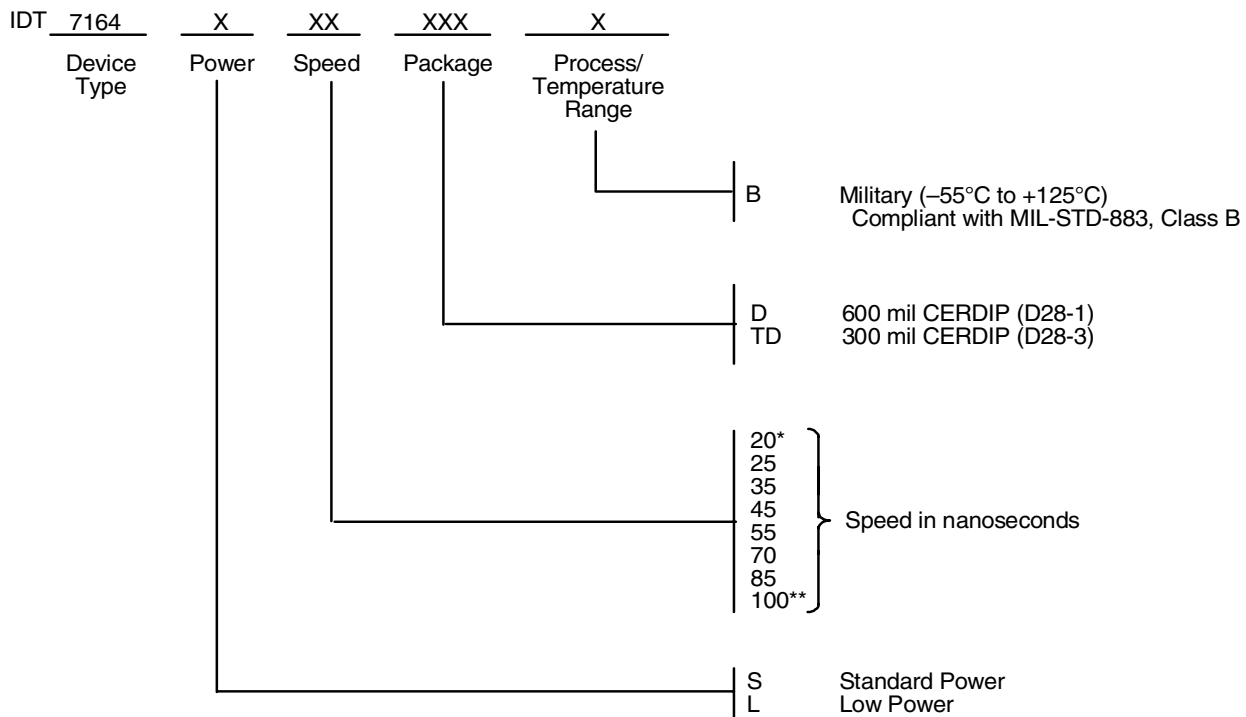 IDT 7164 X XX XXX X
Device Type Power Speed Package Process/ Temperature Range
B Military (–55°C to +125°C)
Compliant with MIL-STD-883, Class B
D 600 mil CERDIP (D28-1)
TD 300 mil CERDIP (D28-3)
20*
25
35
45
55
70
85
100**
Speed in nanoseconds
S Standard Power
L Low Power